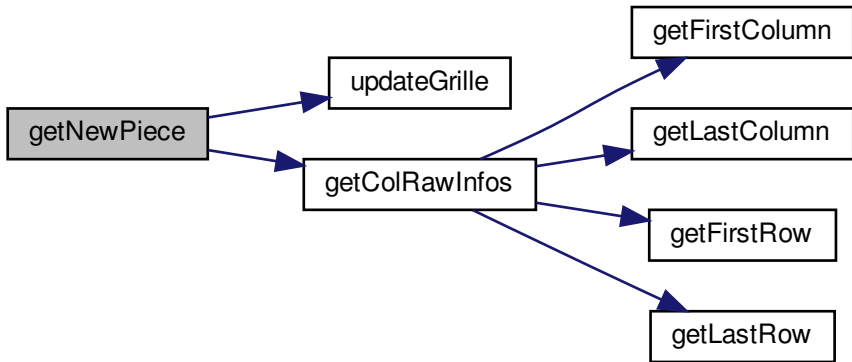 getFirstColumn
updateGrille
getNewPiece
getLastColumn
getColRawInfos
getFirstRow
getLastRow